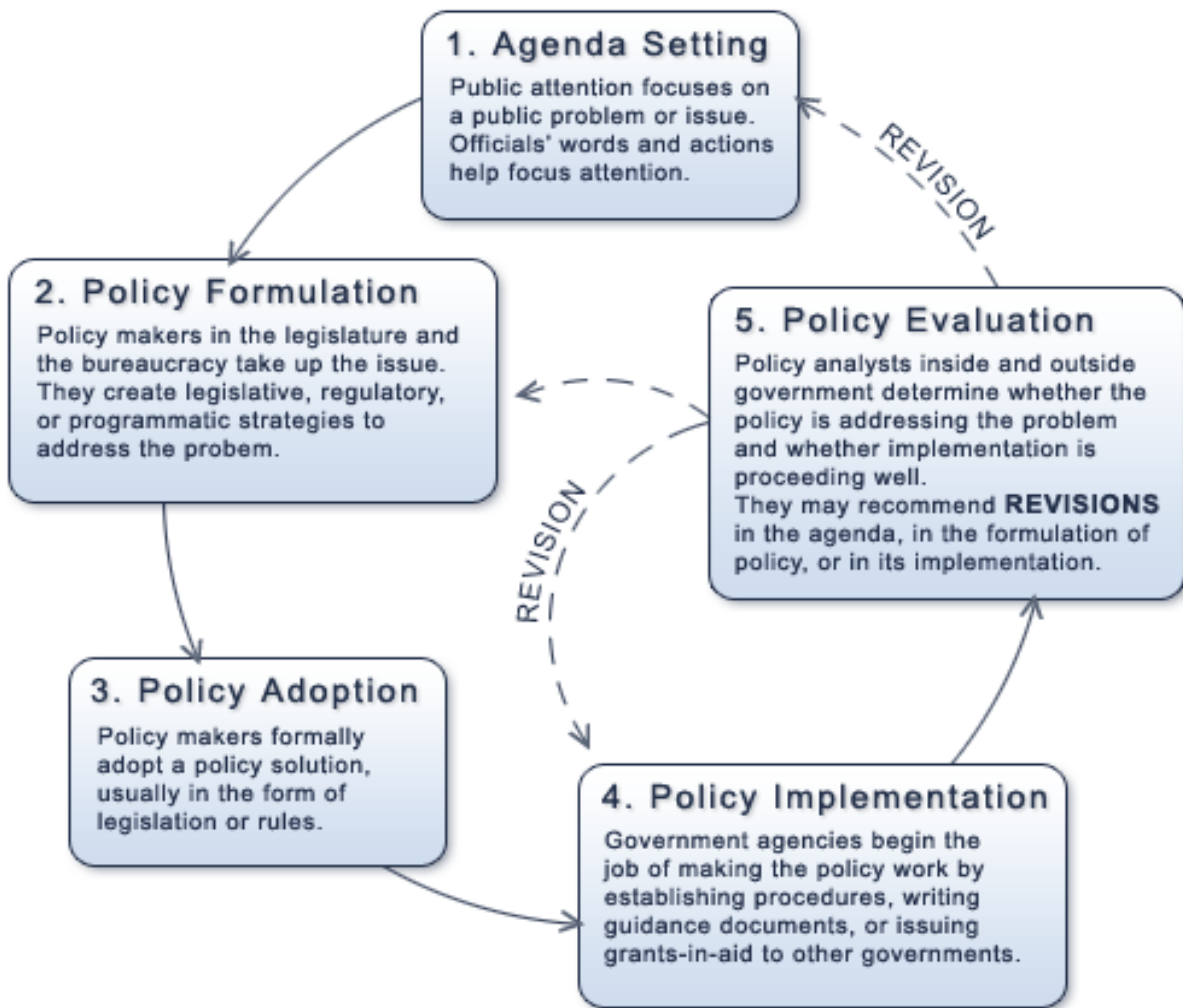 1. Agenda Setting
Public attention focuses on
a public problem or issue.
Officials' words and actions
help focus attention.
REVISION
2. Policy Formulation
Policy makers in the legislature and
the bureaucracy take up the issue.
They create legislative, regulatory,
or programmatic strategies to
address the probem.
5. Policy Evaluation
Policy analysts inside and outside
government determine whether the
policy is addressing the problem
and whether implementation is
proceeding well.
They may recommend REVISIONS
in the agenda, in the formulation of
policy, or in its implementation.
REVISION
3. Policy Adoption
Policy makers formally
adopt a policy solution,
usually in the form of
legislation or rules.
4. Policy Implementation
Government agencies begin the
job of making the policy work by
establishing procedures, writing
guidance documents, or issuing
grants-in-aid to other governments.